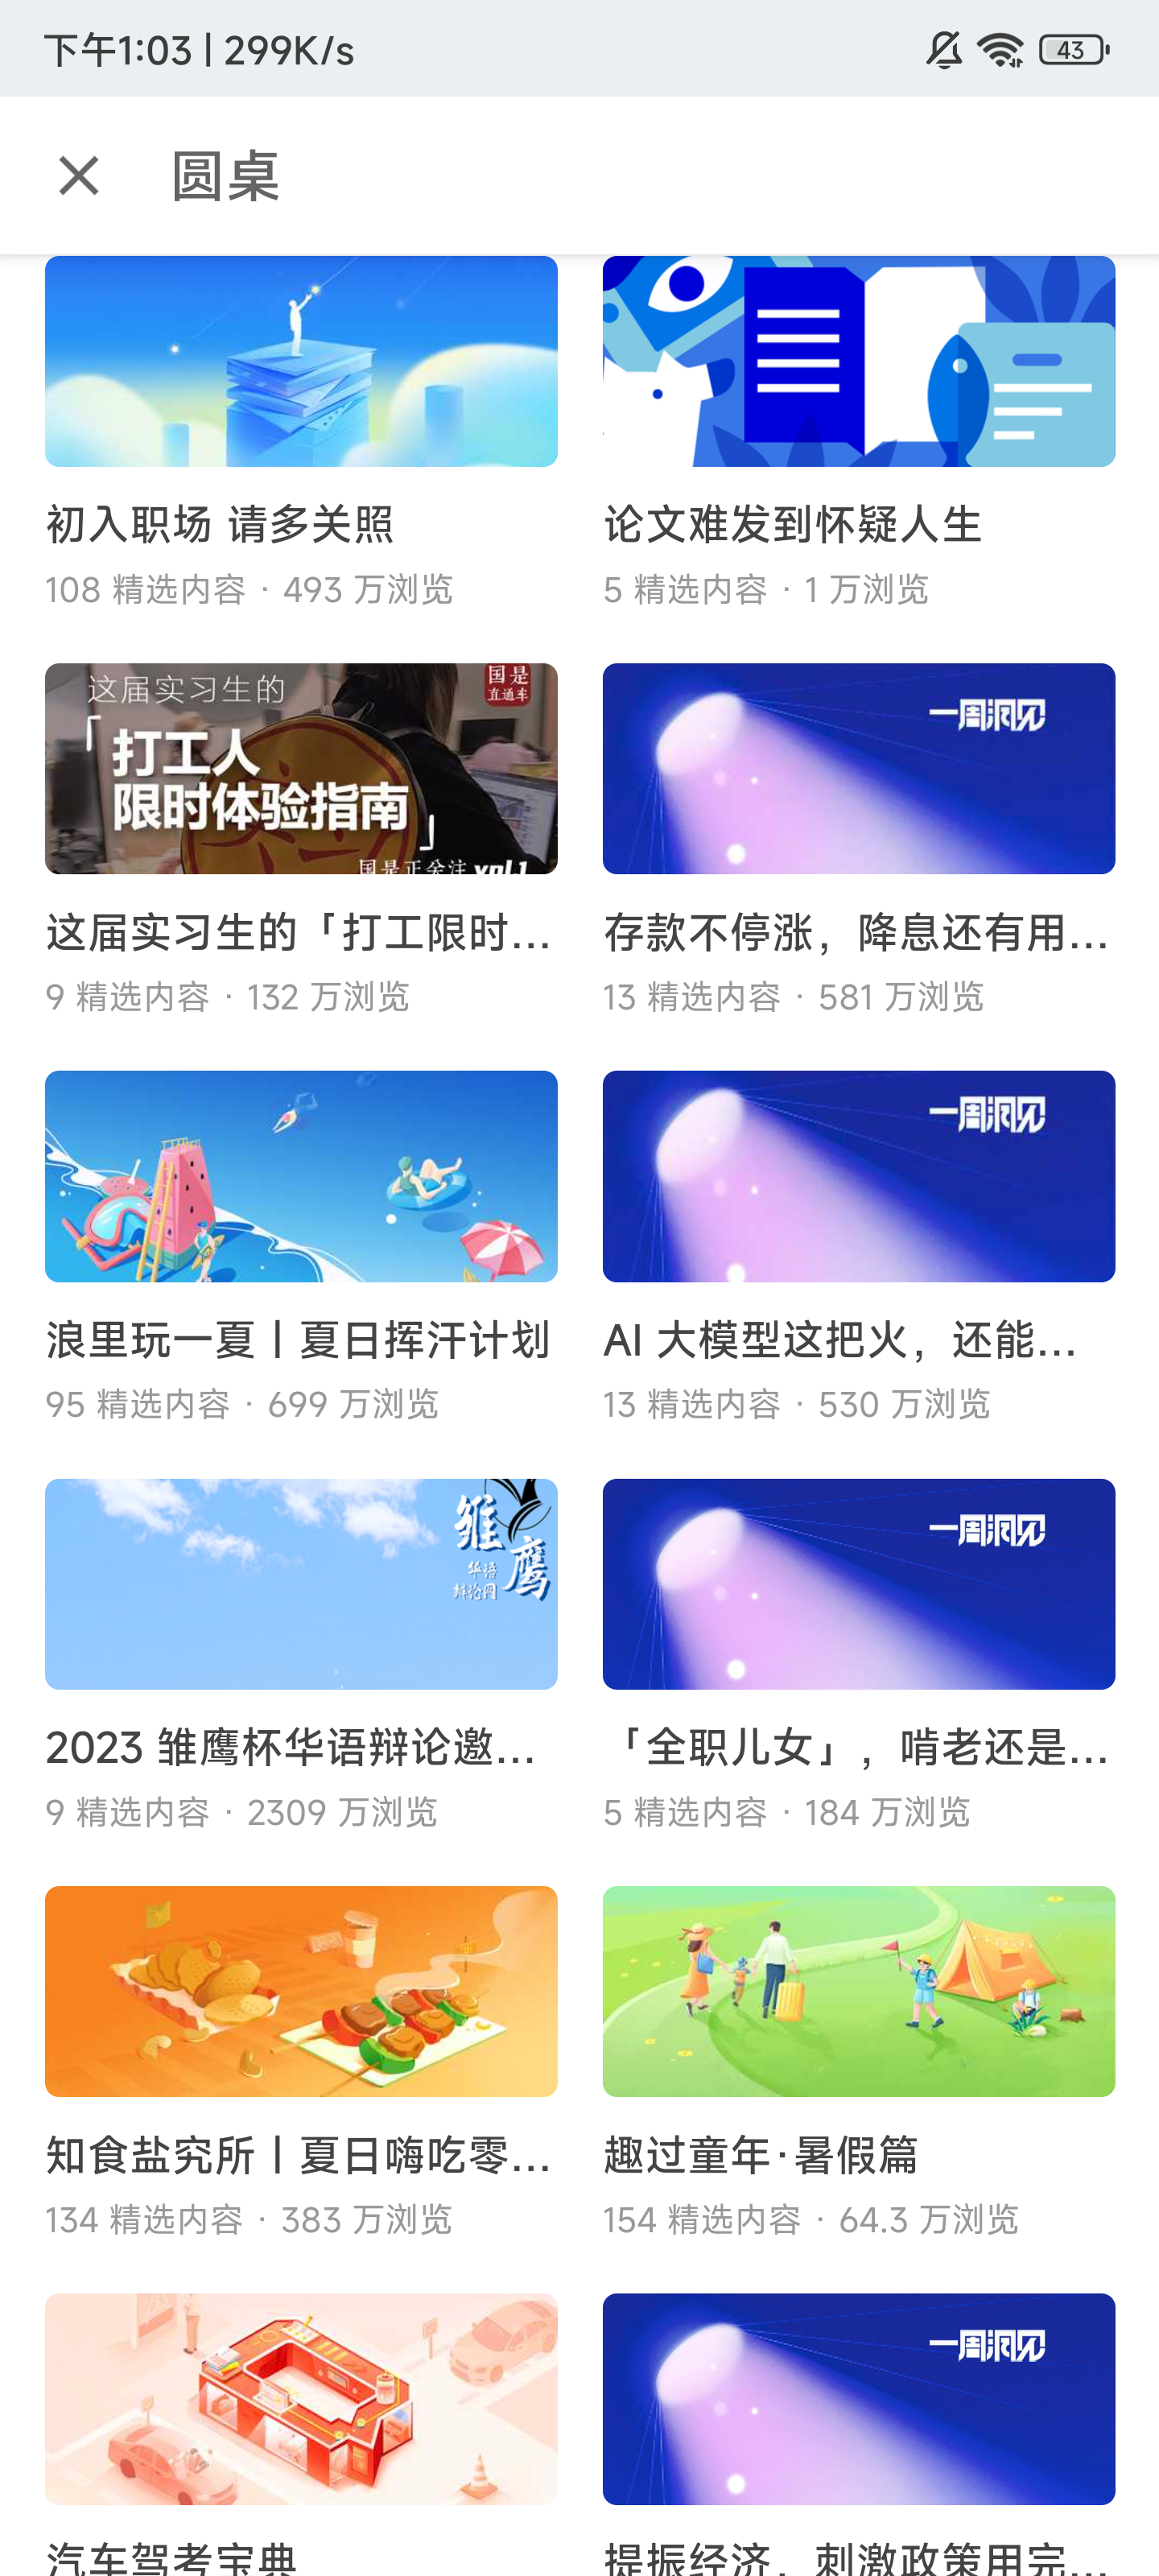 下午1:03 | 299K/s
43
圆桌
初入职场 请多关照
108 精选内容 · 493 万浏览
论文难发到怀疑人生
5 精选内容 · 1 万浏览
这届实习生的
国是
直通车
「打工人
限时体验指南」
国是正会注 vol.1
一周洞见
这届实习生的「打工限时...
9 精选内容 · 132 万浏览
存款不停涨，降息还有用...
13 精选内容 · 581 万浏览
一周洞见
浪里玩一夏丨夏日挥汗计划
95 精选内容 · 699 万浏览
AI 大模型这把火，还能...
13 精选内容 · 530 万浏览
雏鹰
华语
辩论网
一周洞见
2023 雏鹰杯华语辩论邀...
9 精选内容 · 2309 万浏览
「全职儿女」，啃老还是...
5 精选内容 · 184 万浏览
知食盐究所丨夏日嗨吃零...
134 精选内容 · 383 万浏览
趣过童年·暑假篇
154 精选内容 · 64.3 万浏览
一周洞见
汽车驾考宝典
提振经济，刺激政策用完...